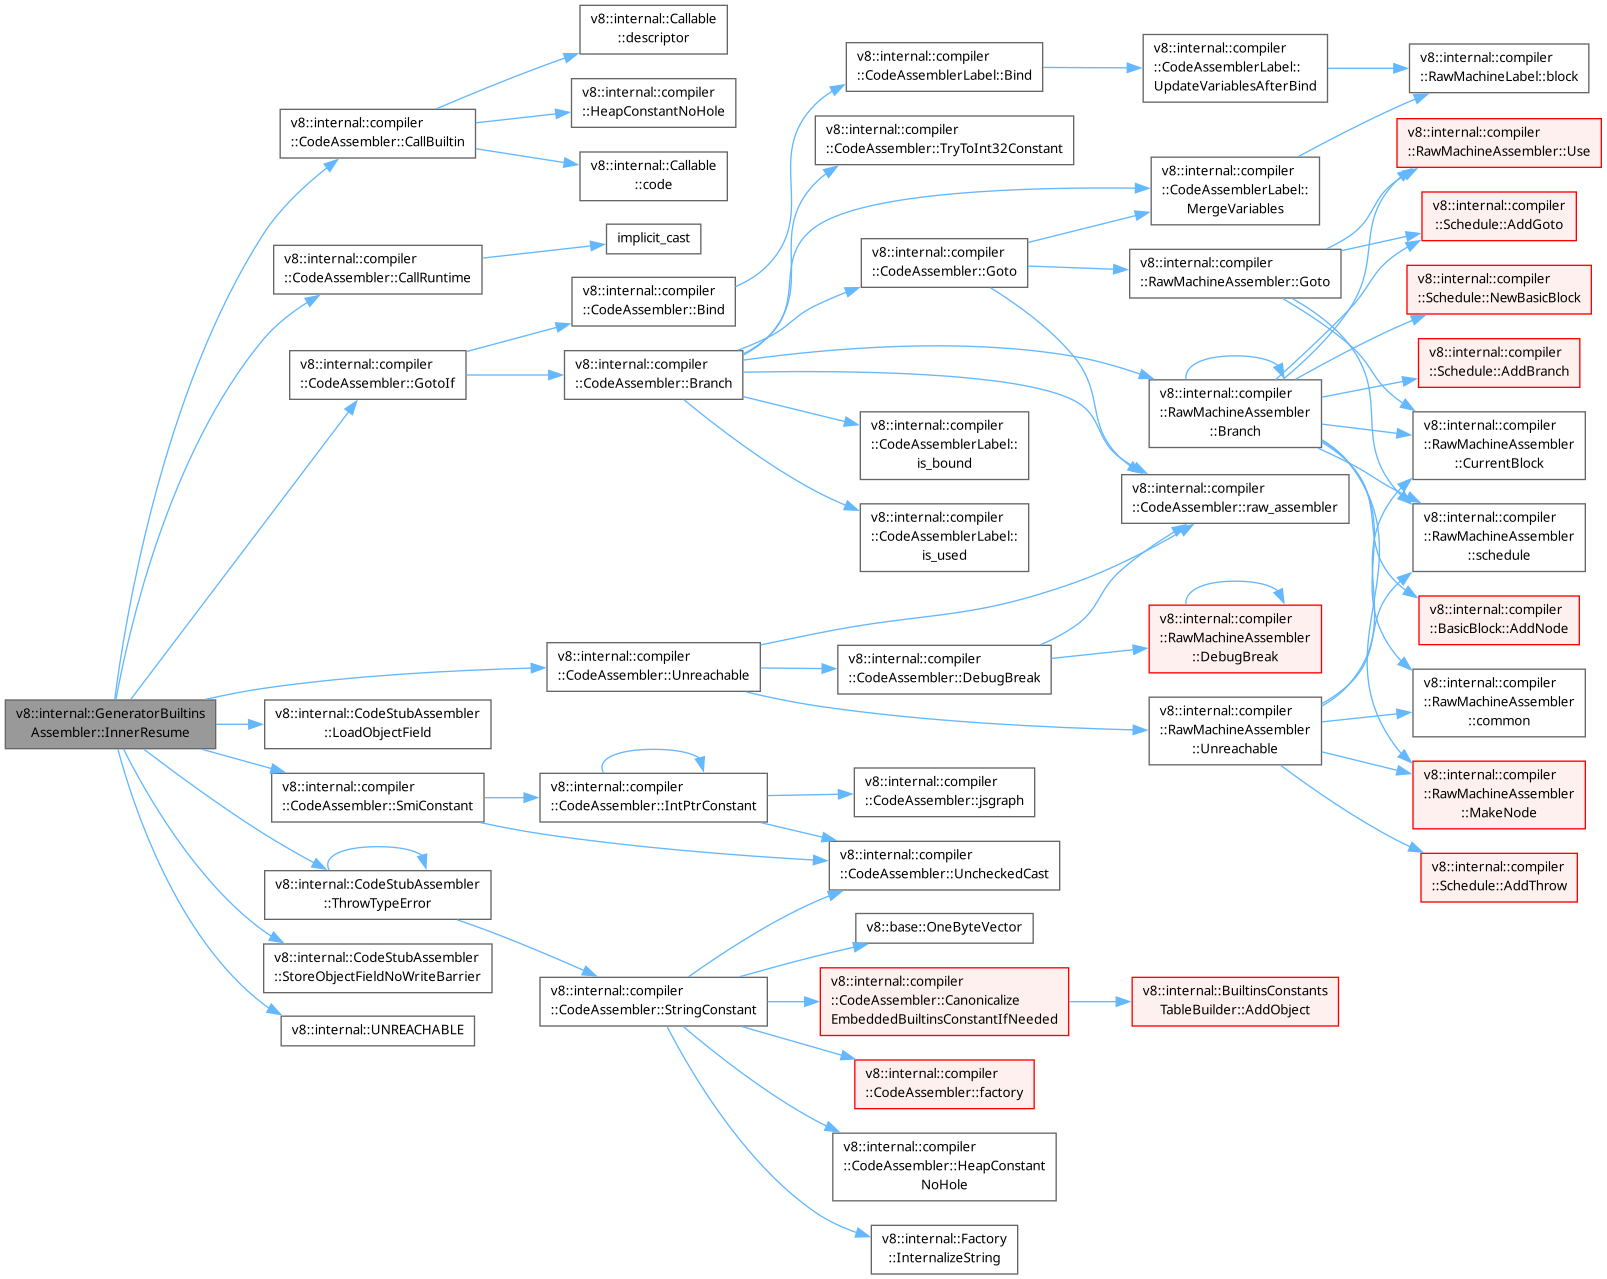 v8::internal::GeneratorBuiltins
Assembler::InnerResume
v8::internal::compiler
::CodeAssembler::CallBuiltin
v8::internal::Callable
::descriptor
v8::internal::compiler
::HeapConstantNoHole
v8::internal::Callable
::code
v8::internal::compiler
::CodeAssembler::CallRuntime
implicit_cast
v8::internal::compiler
::CodeAssembler::GotoIf
v8::internal::compiler
::CodeAssembler::Bind
v8::internal::compiler
::CodeAssemblerLabel::Bind
v8::internal::compiler
::CodeAssemblerLabel::
UpdateVariablesAfterBind
v8::internal::compiler
::RawMachineLabel::block
v8::internal::compiler
::CodeAssembler::Branch
v8::internal::compiler
::CodeAssembler::TryToInt32Constant
v8::internal::compiler
::CodeAssemblerLabel::
MergeVariables
v8::internal::compiler
::CodeAssembler::Goto
v8::internal::compiler
::RawMachineAssembler::Goto
v8::internal::compiler
::RawMachineAssembler::Use
v8::internal::compiler
::Schedule::AddGoto
v8::internal::compiler
::Schedule::NewBasicBlock
v8::internal::compiler
::Schedule::AddBranch
v8::internal::compiler
::RawMachineAssembler
::Branch
v8::internal::compiler
::RawMachineAssembler
::CurrentBlock
v8::internal::compiler
::CodeAssemblerLabel::
is_bound
v8::internal::compiler
::CodeAssembler::raw_assembler
v8::internal::compiler
::RawMachineAssembler
::schedule
v8::internal::compiler
::CodeAssemblerLabel::
is_used
v8::internal::compiler
::BasicBlock::AddNode
v8::internal::compiler
::CodeAssembler::Unreachable
v8::internal::compiler
::CodeAssembler::DebugBreak
v8::internal::compiler
::RawMachineAssembler
::DebugBreak
v8::internal::compiler
::RawMachineAssembler
::Unreachable
v8::internal::compiler
::RawMachineAssembler
::common
v8::internal::compiler
::RawMachineAssembler
::MakeNode
v8::internal::compiler
::Schedule::AddThrow
v8::internal::CodeStubAssembler
::LoadObjectField
v8::internal::compiler
::CodeAssembler::SmiConstant
v8::internal::compiler
::CodeAssembler::IntPtrConstant
v8::internal::compiler
::CodeAssembler::jsgraph
v8::internal::compiler
::CodeAssembler::UncheckedCast
v8::internal::CodeStubAssembler
::ThrowTypeError
v8::internal::CodeStubAssembler
::StoreObjectFieldNoWriteBarrier
v8::internal::UNREACHABLE
v8::internal::compiler
::CodeAssembler::StringConstant
v8::base::OneByteVector
v8::internal::compiler
::CodeAssembler::Canonicalize
EmbeddedBuiltinsConstantIfNeeded
v8::internal::BuiltinsConstants
TableBuilder::AddObject
v8::internal::compiler
::CodeAssembler::factory
v8::internal::compiler
::CodeAssembler::HeapConstant
NoHole
v8::internal::Factory
::InternalizeString